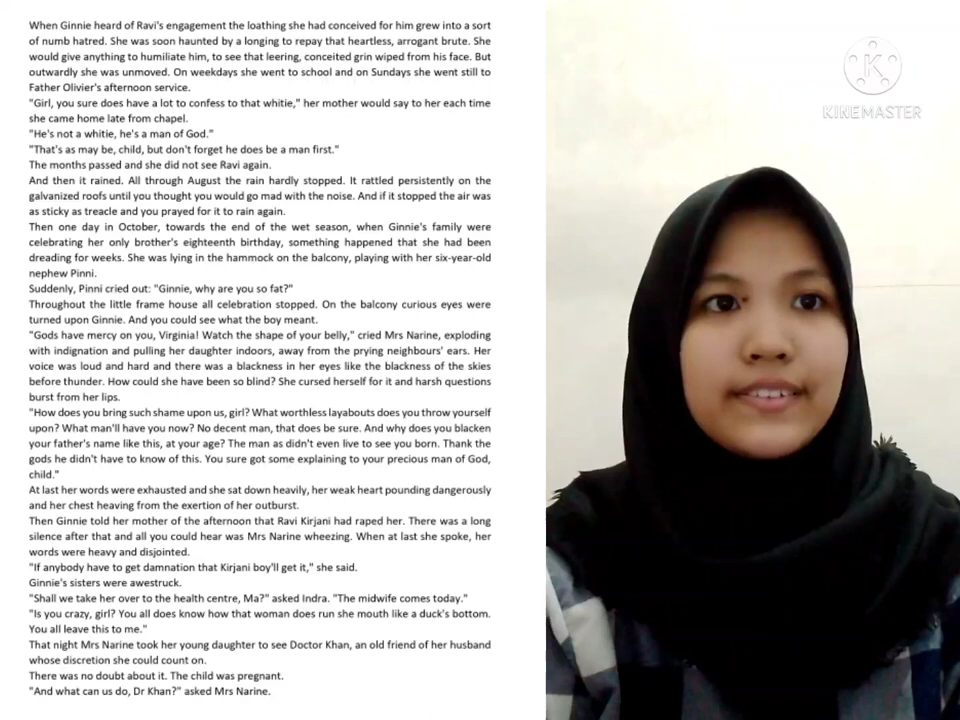 When Ginnie heard of Ravi's engagement the loathing she had conceived for him grew into a sort
of numb hatred. She was soon haunted by a longing to repay that heartless, arrogant brute. She
would give anything to humiliate him, to see that leering, conceited grin wiped from his face. But
outwardly she was unmoved. On weekdays she went to school and on Sundays she went still to
Father Olivier's afternoon service.
"Girl, you sure does have a lot to confess to that whitie," her mother would say to her each time
she came home late from chapel.
"He's not a whitie, he's a man of God."
"That's as may be, child, but don't forget he does be a man first."
The months passed and she did not see Ravi again.
And then it rained. All through August the rain hardly stopped. It rattled persistently on the
galvanized roofs until you thought you would go mad with the noise. And if it stopped the air was
as sticky as treacle and you prayed for it to rain again.
Then one day in October, towards the end of the wet season, when Ginnie's family were
celebrating her only brother's eighteenth birthday, something happened that she had been
dreading for weeks. She was lying in the hammock on the balcony, playing with her six-year-old
nephew Pinni.
Suddenly, Pinni cried out: "Ginnie, why are you so fat?"
Throughout the little frame house all celebration stopped. On the balcony curious eyes were
turned upon Ginnie. And you could see what the boy meant.
"Gods have mercy on you, Virginia! Watch the shape of your belly," cried Mrs Narine, exploding
with indignation and pulling her daughter indoors, away from the prying neighbours' ears. Her
voice was loud and hard and there was a blackness in her eyes like the blackness of the skies
before thunder. How could she have been so blind? She cursed herself for it and harsh questions
burst from her lips.
"How does you bring such shame upon us, girl? What worthless layabouts does you throw yourself
upon? What man'll have you now? No decent man, that does be sure. And why does you blacken
your father's name like this, at your age? The man as didn't even live to see you born. Thank the
gods he didn't have to know of this. You sure got some explaining to your precious man of God,
child."
At last her words were exhausted and she sat down heavily, her weak heart pounding dangerously
and her chest heaving from the exertion of her outburst.
Then Ginnie told her mother of the afternoon that Ravi Kirjani had raped her. There was a long
silence after that and all you could hear was Mrs Narine wheezing. When at last she spoke, her
words were heavy and disjointed.
"If anybody have to get damnation that Kirjani boy'll get it," she said.
Ginnie's sisters were awestruck.
"Shall we take her over to the health centre, Ma?" asked Indra. "The midwife comes today."
"Is you crazy, girl? You all does know how that woman does run she mouth like a duck's bottom.
You all leave this to me."
That night Mrs Narine took her young daughter to see Doctor Khan, an old friend of her husband
whose discretion she could count on.
There was no doubt about it. The child was pregnant.
"And what can us do, Dr Khan?" asked Mrs Narine.
K
KINEMASTER